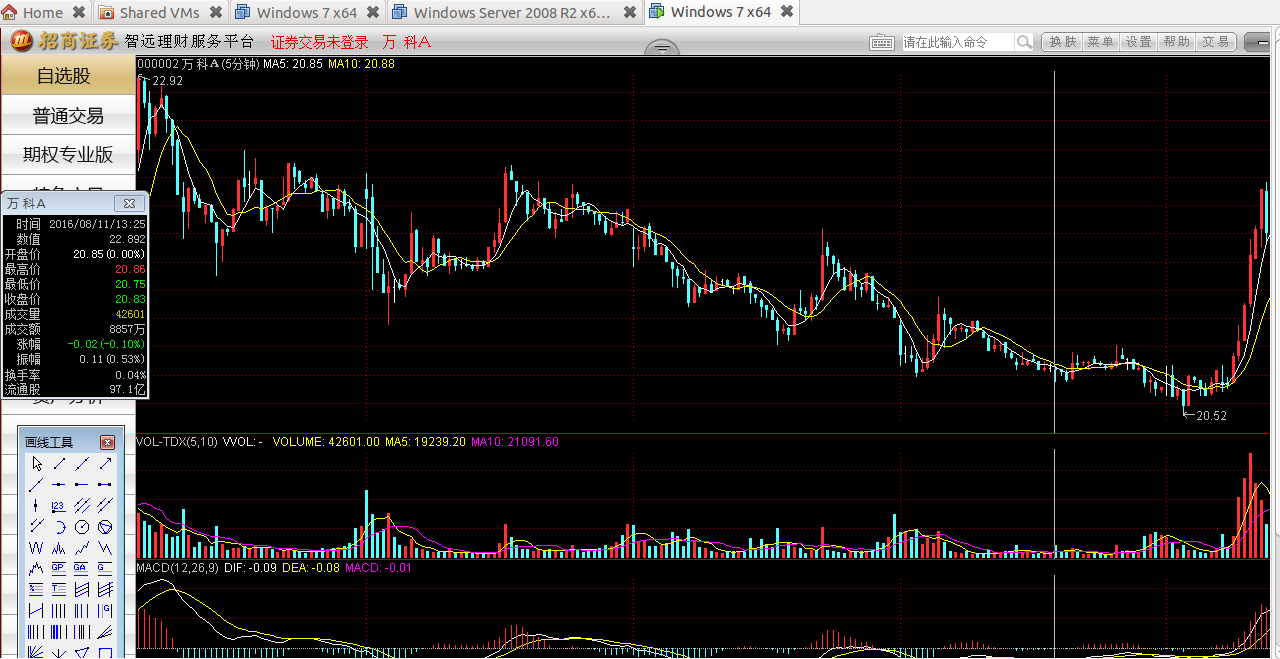 Home Shared VMs Windows 7 x64 Windows Server 2008 R2 x6... Windows 7 x64
招商证券 智远理财服务平台 证券交易未登录 万 科A 请在此输入命令 换肤 菜单 设置 帮助 交易
自选股
普通交易
期权专业版
000002 万 科A (5分钟) MA5: 20.85 MA10: 20.88
22.92
万 科A
时间 2016/08/11/13:25
数值 22.892
开盘价 20.85(0.00%)
最高价 20.86
最低价 20.75
收盘价 20.83
成交量 42601
成交额 8857万
涨幅 -0.02(-0.10%)
振幅 0.11(0.53%)
换手率 0.04%
流通股 97.1亿
20.52
画线工具
123
GP GA G
G
VOL-TDX(5,10) VVOL: - VOLUME: 42601.00 MA5: 19239.20 MA10: 21091.60
MACD(12,26,9) DIF: -0.09 DEA: -0.08 MACD: -0.01